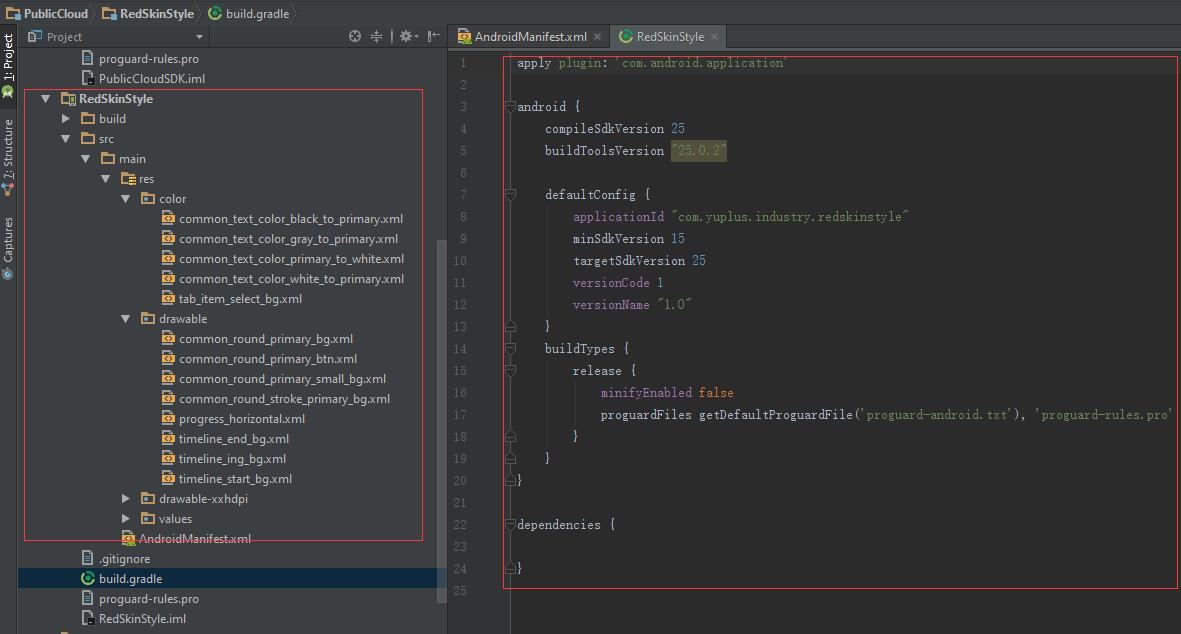 PublicCloud RedSkinStyle build.gradle
Project
AndroidManifest.xml RedSkinStyle
1: Project
7: Structure
Captures
proguard-rules.pro
PublicCloudSDK.iml
RedSkinStyle
build
src
main
res
color
common_text_color_black_to_primary.xml
common_text_color_gray_to_primary.xml
common_text_color_primary_to_white.xml
common_text_color_white_to_primary.xml
tab_item_select_bg.xml
drawable
common_round_primary_bg.xml
common_round_primary_btn.xml
common_round_primary_small_bg.xml
common_round_stroke_primary_bg.xml
progress_horizontal.xml
timeline_end_bg.xml
timeline_ing_bg.xml
timeline_start_bg.xml
drawable-xxhdpi
values
AndroidManifest.xml
.gitignore
build.gradle
proguard-rules.pro
RedSkinStyle.iml
1 apply plugin: 'com.android.application'
2
3 android {
4 compileSdkVersion 25
5 buildToolsVersion "25.0.2"
6
7 defaultConfig {
8 applicationId "com.yuplus.industry.redskinstyle"
9 minSdkVersion 15
10 targetSdkVersion 25
11 versionCode 1
12 versionName "1.0"
13 }
14 buildTypes {
15 release {
16 minifyEnabled false
17 proguardFiles getDefaultProguardFile('proguard-android.txt'), 'proguard-rules.pro'
18 }
19 }
20 }
21
22 dependencies {
23
24 }
25